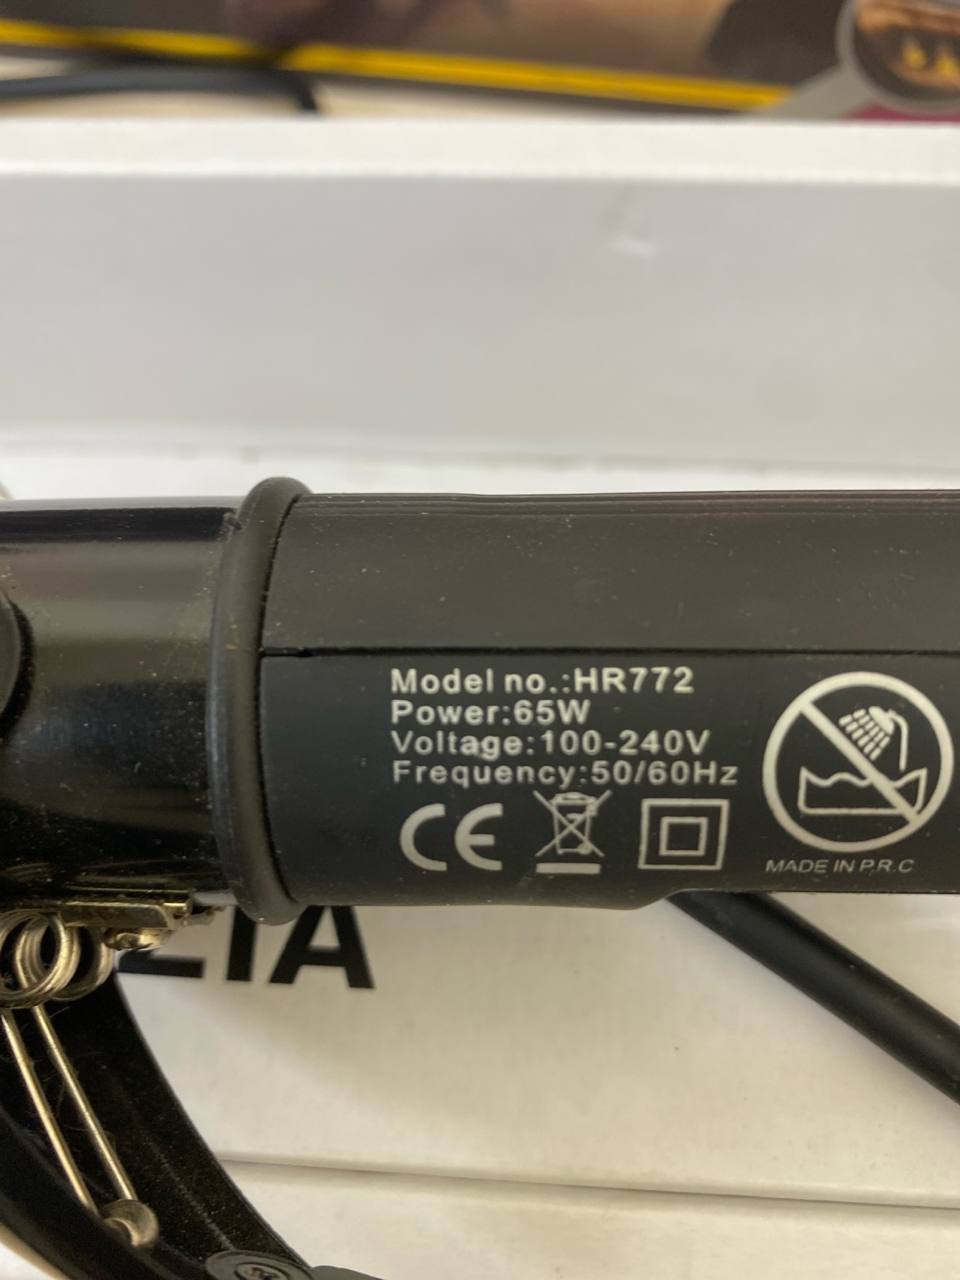 Model no.:HR772
Power:65W
Voltage:100-240V
Frequency:50/60Hz
CE
MADE IN P.R.C